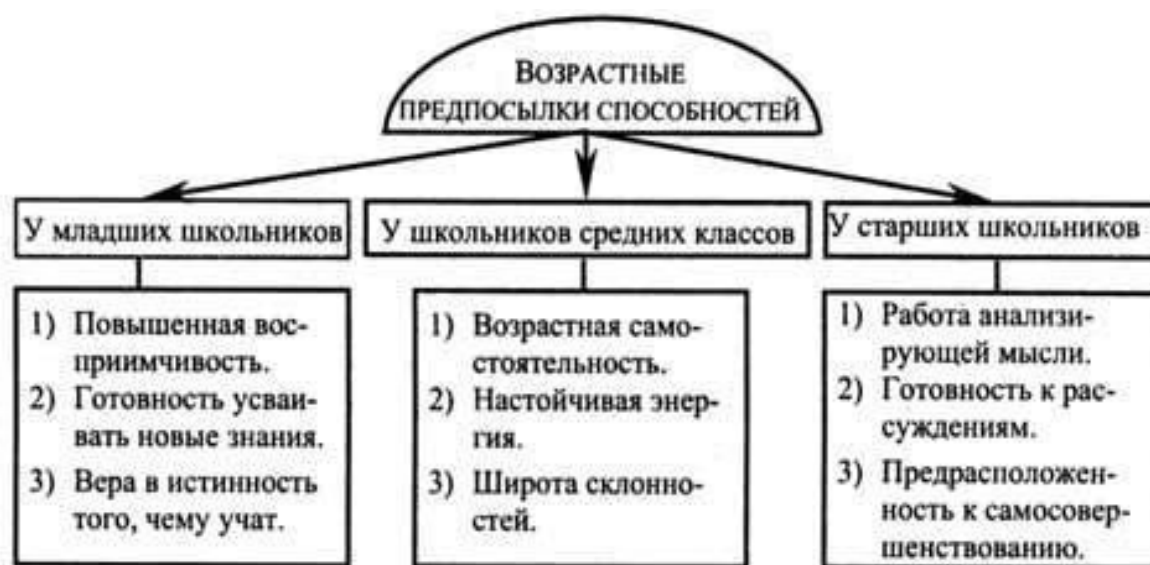 ВОЗРАСТНЫЕ
ПРЕДПОСЫЛКИ СПОСОБНОСТЕЙ
У младших школьников
У школьников средних классов
У старших школьников
1) Повышенная вос-
приимчивость.
2) Готовность усваи-
вать новые знания.
3) Вера в истинность
того, чему учат.
1) Возрастная само-
стоятельность.
2) Настойчивая энер-
гия.
3) Широта склонно-
стей.
1) Работа анализи-
рующей мысли.
2) Готовность к рас-
суждениям.
3) Предрасположен-
ность к самосовер-
шенствованию.